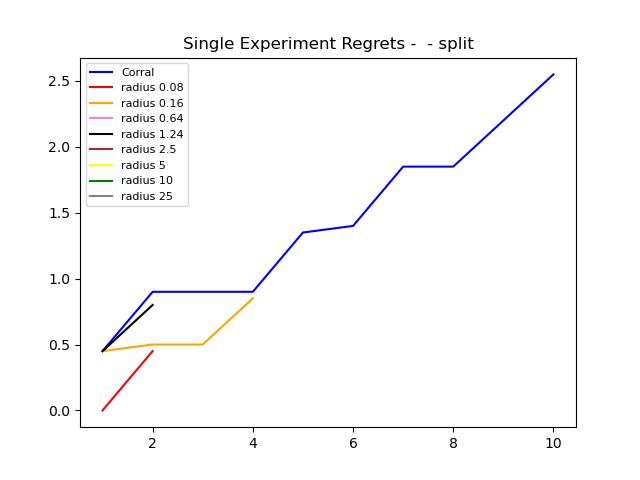 Single Experiment Regrets -  - split
Corral
radius 0.08
radius 0.16
radius 0.64
radius 1.24
radius 2.5
radius 5
radius 10
radius 25
2.5
2.0
1.5
1.0
0.5
0.0
2 4 6 8 10